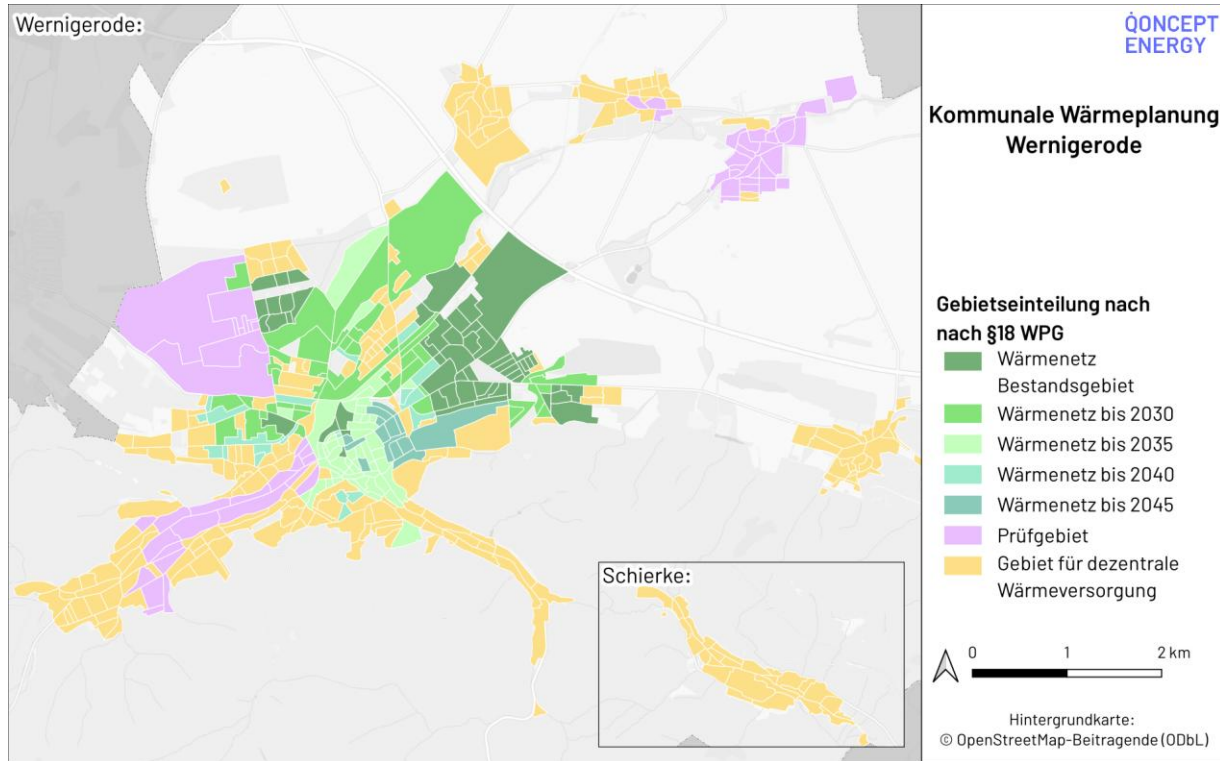 Wernigerode:
QONCEPT
ENERGY
Kommunale Wärmeplanung
Wernigerode
Gebietseinteilung nach
nach §18 WPG
Wärmenetz
Bestandsgebiet
Wärmenetz bis 2030
Wärmenetz bis 2035
Wärmenetz bis 2040
Wärmenetz bis 2045
Prüfgebiet
Gebiet für dezentrale
Wärmeversorgung
Schierke:
0 1 2 km
Hintergrundkarte:
© OpenStreetMap-Beitragende (ODbL)